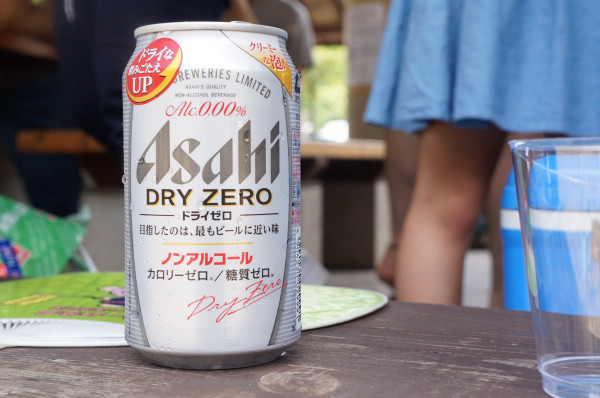 ドライな
飲みごたえ
UP
クリーミー
な泡!
BREWERIES LIMITED
ASAHI'S QUALITY
NON-ALCOHOL BEVERAGE
Alc.0.00%
Asahi
DRY ZERO
ドライゼロ
目指したのは、最もビールに近い味
ノンアルコール
カロリーゼロ。/糖質ゼロ。
Dry Zero